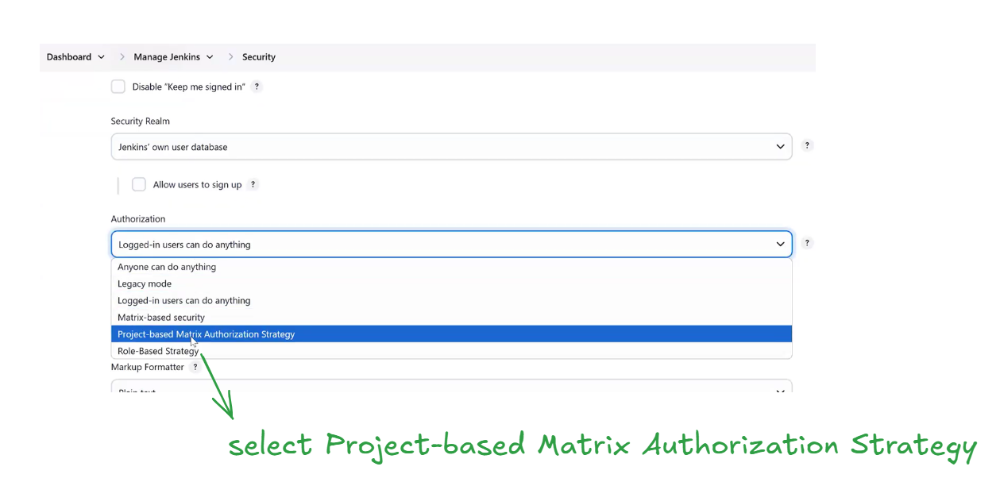 Dashboard > Manage Jenkins > Security
Disable "Keep me signed in" ?
Security Realm
Jenkins' own user database ?
Allow users to sign up ?
Authorization
Logged-in users can do anything ?
Anyone can do anything
Legacy mode
Logged-in users can do anything
Matrix-based security
Project-based Matrix Authorization Strategy
Role-Based Strategy
Markup Formatter ?
Plain text
select Project-based Matrix Authorization Strategy